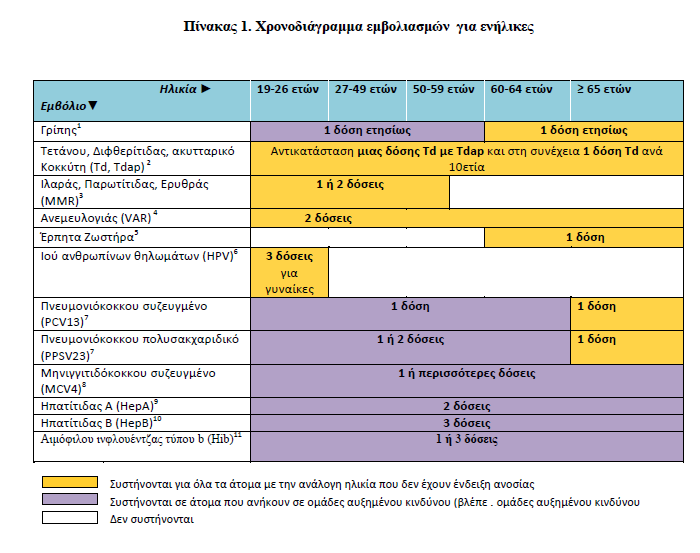 Πίνακας 1. Χρονοδιάγραμμα εμβολιασμών για ενήλικες
Ηλικία ►
Εμβόλιο▼
19-26 ετών
27-49 ετών
50-59 ετών
60-64 ετών
≥ 65 ετών
Γρίπης1
1 δόση ετησίως
1 δόση ετησίως
Τετάνου, Διφθερίτιδας, ακυτταρικό
Κοκκύτη (Td, Tdap) 2
Αντικατάσταση μιας δόσης Td με Tdap και στη συνέχεια 1 δόση Td ανά
10ετία
Ιλαράς, Παρωτίτιδας, Ερυθράς
(MMR)3
1 ή 2 δόσεις
Ανεμευλογιάς (VAR) 4
2 δόσεις
Έρπητα Ζωστήρα5
1 δόση
Ιού ανθρωπίνων θηλωμάτων (HPV)6
3 δόσεις
για
γυναίκες
Πνευμονιόκοκκου συζευγμένο
(PCV13)7
1 δόση
1 δόση
Πνευμονιόκοκκου πολυσακχαριδικό
(PPSV23)7
1 ή 2 δόσεις
1 δόση
Μηνιγγιτιδόκοκκου συζευγμένο
(MCV4)8
1 ή περισσότερες δόσεις
Ηπατίτιδας Α (HepA)9
2 δόσεις
Ηπατίτιδας Β (HepB)10
3 δόσεις
Αιμόφιλου ινφλουέντζας τύπου b (Hib)11
1 ή 3 δόσεις
Συστήνονται για όλα τα άτομα με την ανάλογη ηλικία που δεν έχουν ένδειξη ανοσίας
Συστήνονται σε άτομα που ανήκουν σε ομάδες αυξημένου κινδύνου (βλέπε . ομάδες αυξημένου κινδύνου
Δεν συστήνονται